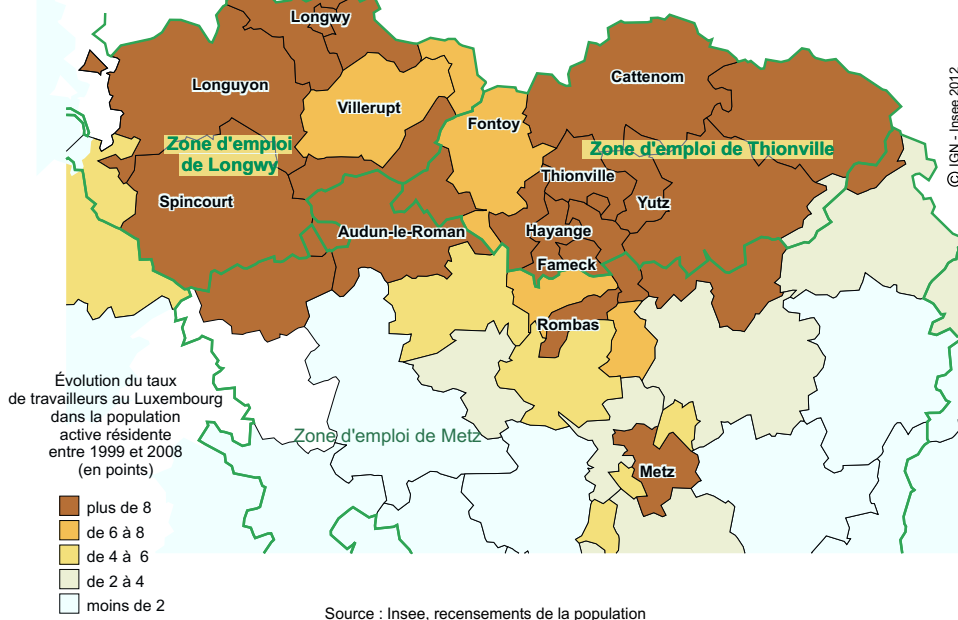 Longwy
Longuyon
Cattenom
Villerupt
Fontoy
Zone d'emploi
de Longwy
Zone d'emploi de Thionville
Thionville
Spincourt
Yutz
Audun-le-Roman
Hayange
Fameck
Rombas
Zone d'emploi de Metz
Metz
© IGN - Insee 2012
Évolution du taux
de travailleurs au Luxembourg
dans la population
active résidente
entre 1999 et 2008
(en points)
plus de 8
de 6 à 8
de 4 à 6
de 2 à 4
moins de 2
Source : Insee, recensements de la population